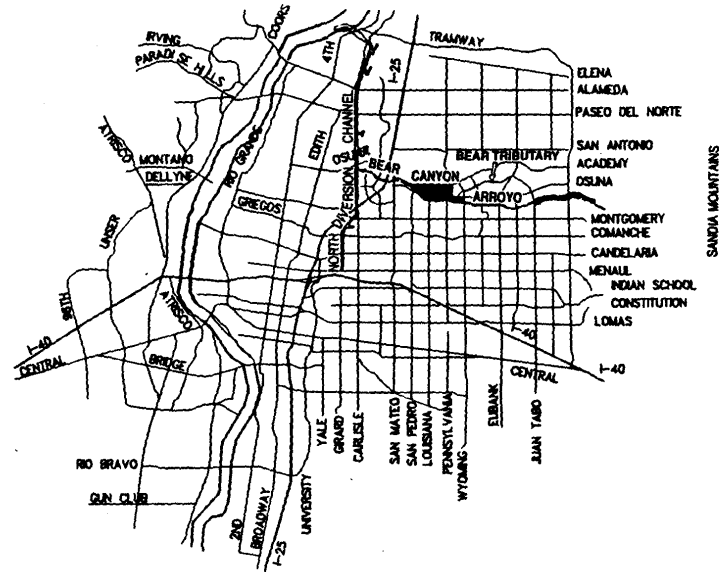 COORS
IRVING
PARADISE HILLS
4TH
TRAMWAY
I-25
ELENA
ALAMEDA
PASEO DEL NORTE
SAN ANTONIO
ACADEMY
OSUNA
MONTGOMERY
COMANCHE
CANDELARIA
MENAUL
INDIAN SCHOOL
CONSTITUTION
LOMAS
SANDIA MOUNTAINS
ATRISCO
MONTANO
DELLYNE
RIO GRANDE
EDITH
OSUNA
NORTH DIVERSION CHANNEL
BEAR
CANYON
ARROYO
BEAR TRIBUTARY
GRIEGOS
UNSER
98TH
ATRISCO
I-40
CENTRAL
BRIDGE
I-40
CENTRAL
I-40
YALE
GIRARD
CARLISLE
SAN MATEO
SAN PEDRO
LOUISIANA
PENNSYLVANIA
WYOMING
EUBANK
JUAN TABO
RIO BRAVO
GUN CLUB
2ND
BROADWAY
I-25
UNIVERSITY